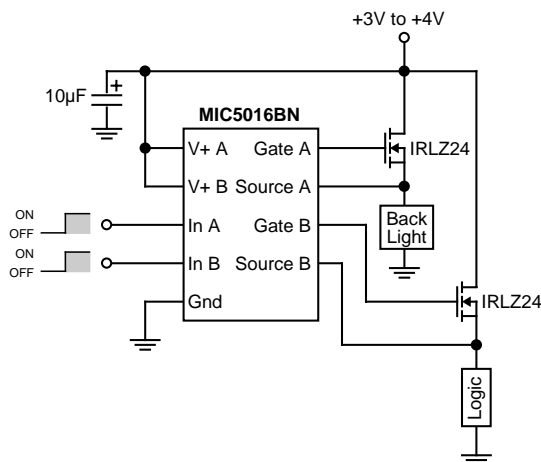 +3V to +4V
10µF
+
MIC5016BN
V+ A
Gate A
IRLZ24
V+ B
Source A
ON
OFF
In A
Gate B
Back
Light
ON
OFF
In B
Source B
Gnd
IRLZ24
Logic